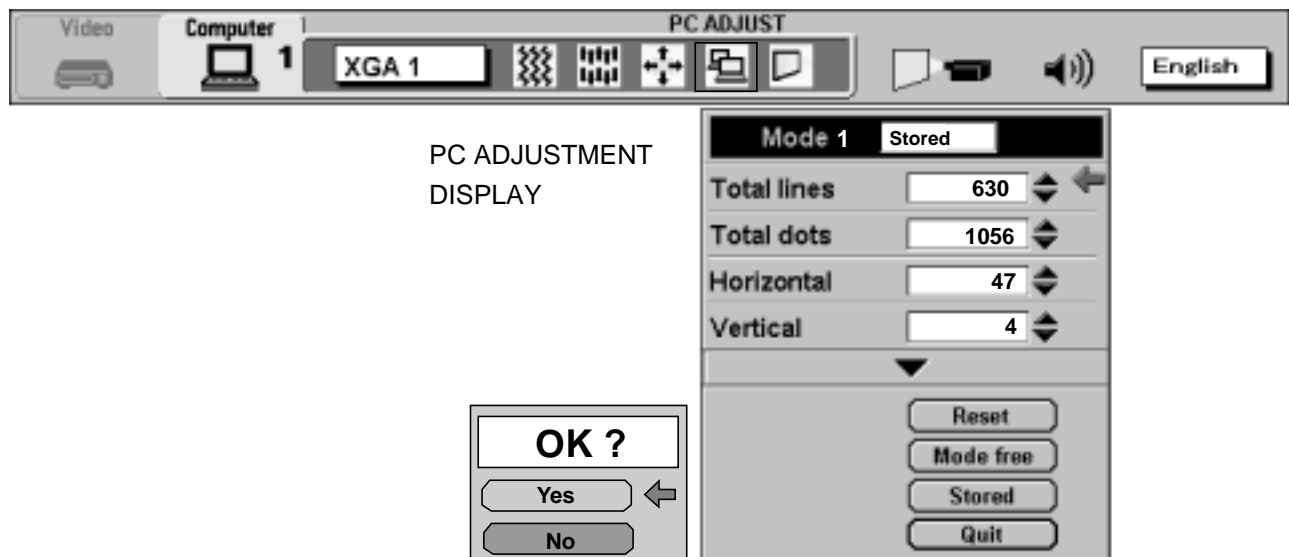 Video
Computer
1
PC ADJUST
XGA 1
English
PC ADJUSTMENT
DISPLAY
Mode 1 Stored
Total lines 630
Total dots 1056
Horizontal 47
Vertical 4
Reset
Mode free
Stored
Quit
OK ?
Yes
No